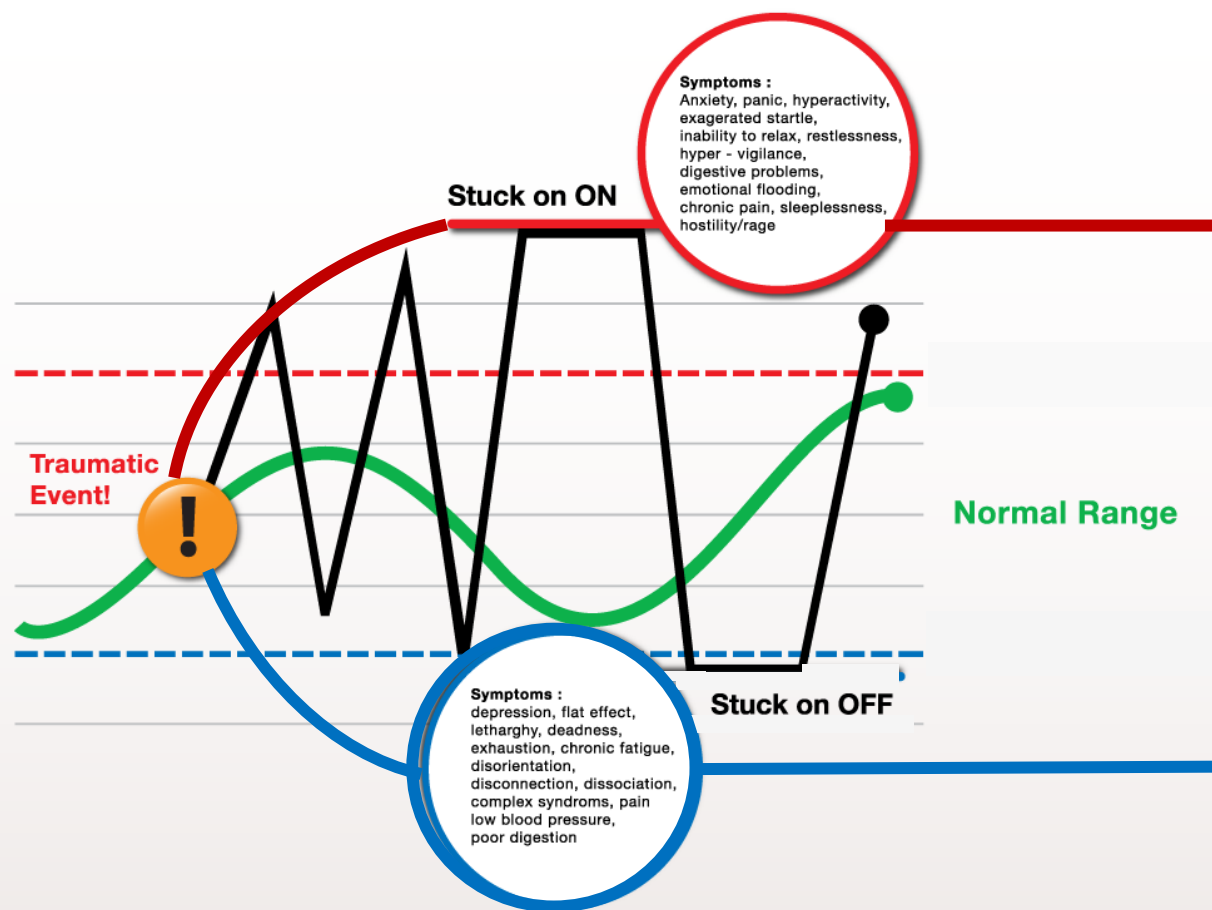 Symptoms :
Anxiety, panic, hyperactivity,
exagerated startle,
inability to relax, restlessness,
hyper - vigilance,
digestive problems,
emotional flooding,
chronic pain, sleeplessness,
hostility/rage
Stuck on ON
Traumatic
Event!
!
Normal Range
Symptoms :
depression, flat effect,
letharghy, deadness,
exhaustion, chronic fatigue,
disorientation,
disconnection, dissociation,
complex syndroms, pain
low blood pressure,
poor digestion
Stuck on OFF